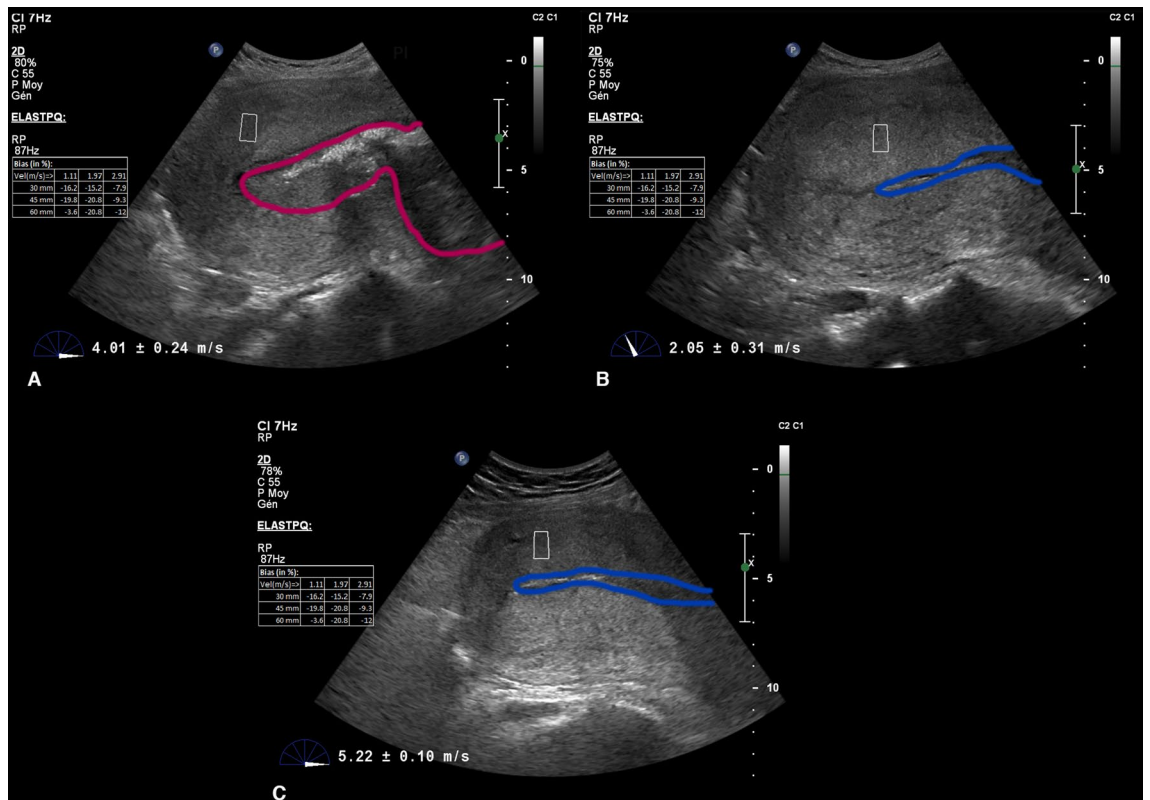 CI 7Hz
RP
2D
80%
C 55
P Moy
Gén
ELASTPQ:
RP
87Hz
Bias (in %):
Vel(m/s)=> 1.11 1.97 2.91
30 mm -16.2 -15.2 -7.9
45 mm -19.8 -20.8 -9.3
60 mm -3.6 -20.8 -12
P
PI
C2 C1
0
X
5
10
4.01 ± 0.24 m/s
A
CI 7Hz
RP
2D
75%
C 55
P Moy
Gén
ELASTPQ:
RP
87Hz
Bias (in %):
Vel(m/s)=> 1.11 1.97 2.91
30 mm -16.2 -15.2 -7.9
45 mm -19.8 -20.8 -9.3
60 mm -3.6 -20.8 -12
P
C2 C1
0
X
5
10
2.05 ± 0.31 m/s
B
CI 7Hz
RP
2D
78%
C 55
P Moy
Gén
ELASTPQ:
RP
87Hz
Bias (in %):
Vel(m/s)=> 1.11 1.97 2.91
30 mm -16.2 -15.2 -7.9
45 mm -19.8 -20.8 -9.3
60 mm -3.6 -20.8 -12
P
C2 C1
0
X
5
10
5.22 ± 0.10 m/s
C